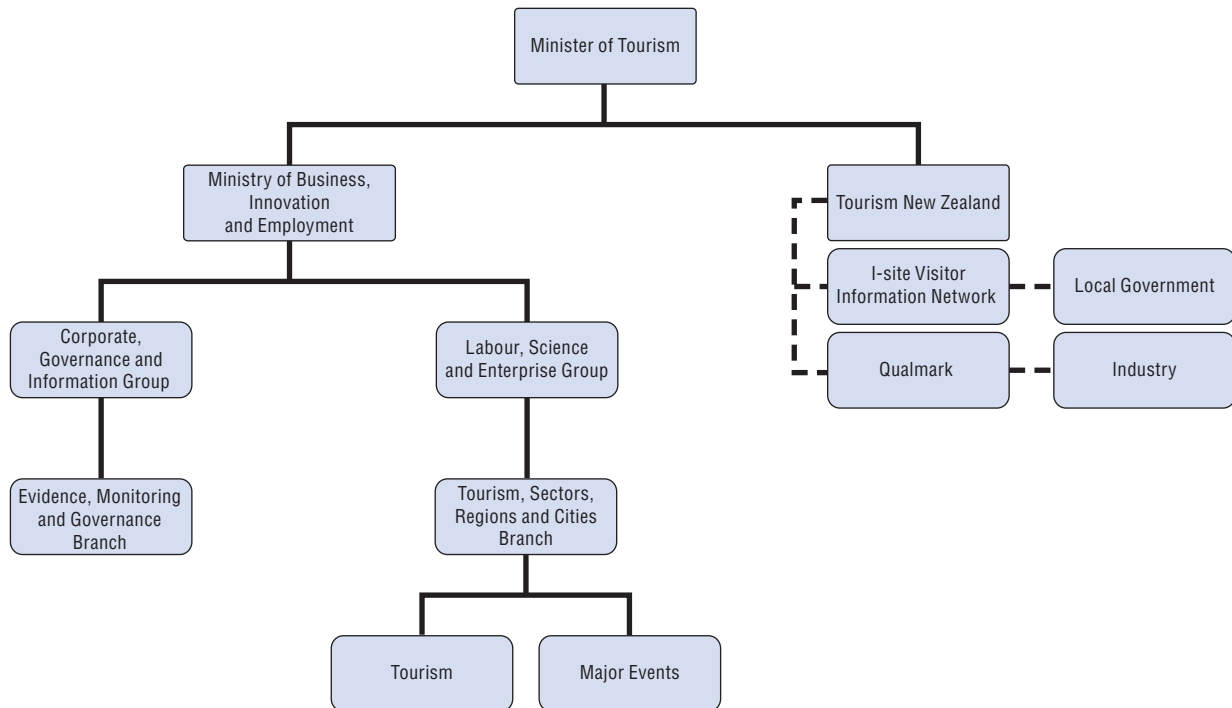 Minister of Tourism
Ministry of Business,
Innovation
and Employment
Tourism New Zealand
I-site Visitor
Information Network
Local Government
Corporate,
Governance and
Information Group
Labour, Science
and Enterprise Group
Qualmark
Industry
Evidence, Monitoring
and Governance
Branch
Tourism, Sectors,
Regions and Cities
Branch
Tourism
Major Events